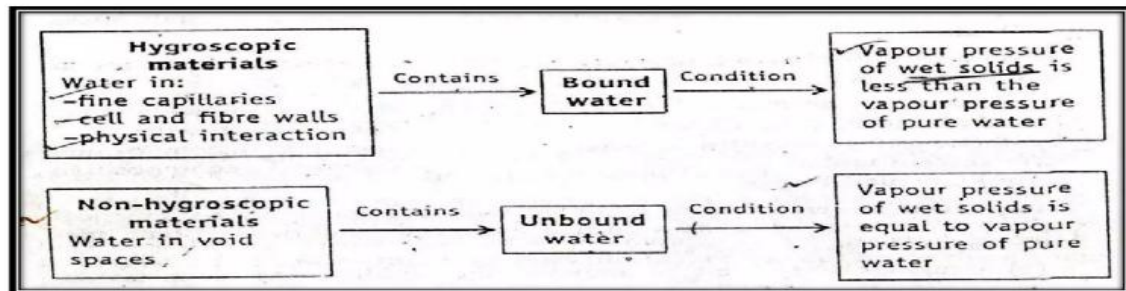 Hygroscopic
materials
Water in:
-fine capillaries
-cell and fibre walls
-physical interaction
Contains
Bound
water
Condition
Vapour pressure
of wet solids is
less than the
vapour pressure
of pure water
Non-hygroscopic
materials
Water in void
spaces
Contains
Unbound
water
Condition
Vapour pressure
of wet solids is
equal to vapour
pressure of pure
water